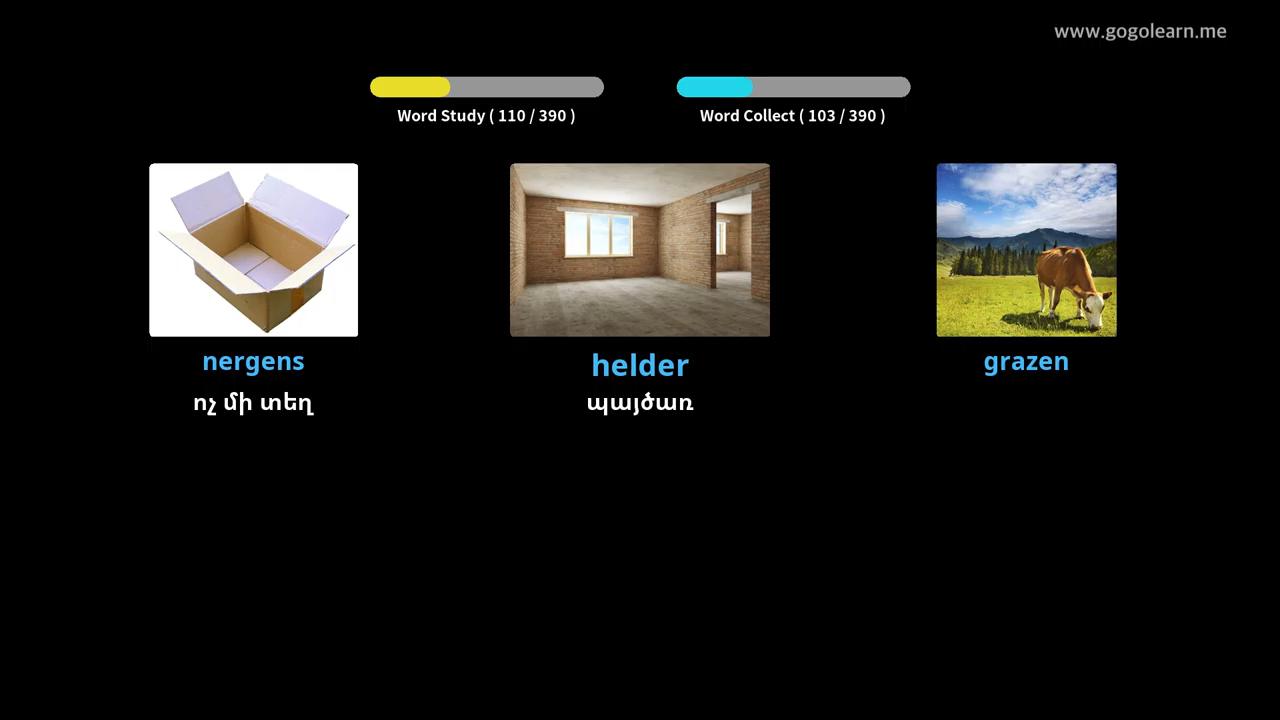 www.gogolearn.me
Word Study ( 110 / 390 )
Word Collect ( 103 / 390 )
nergens
helder
grazen
ոչ մի տեղ
պայծառ